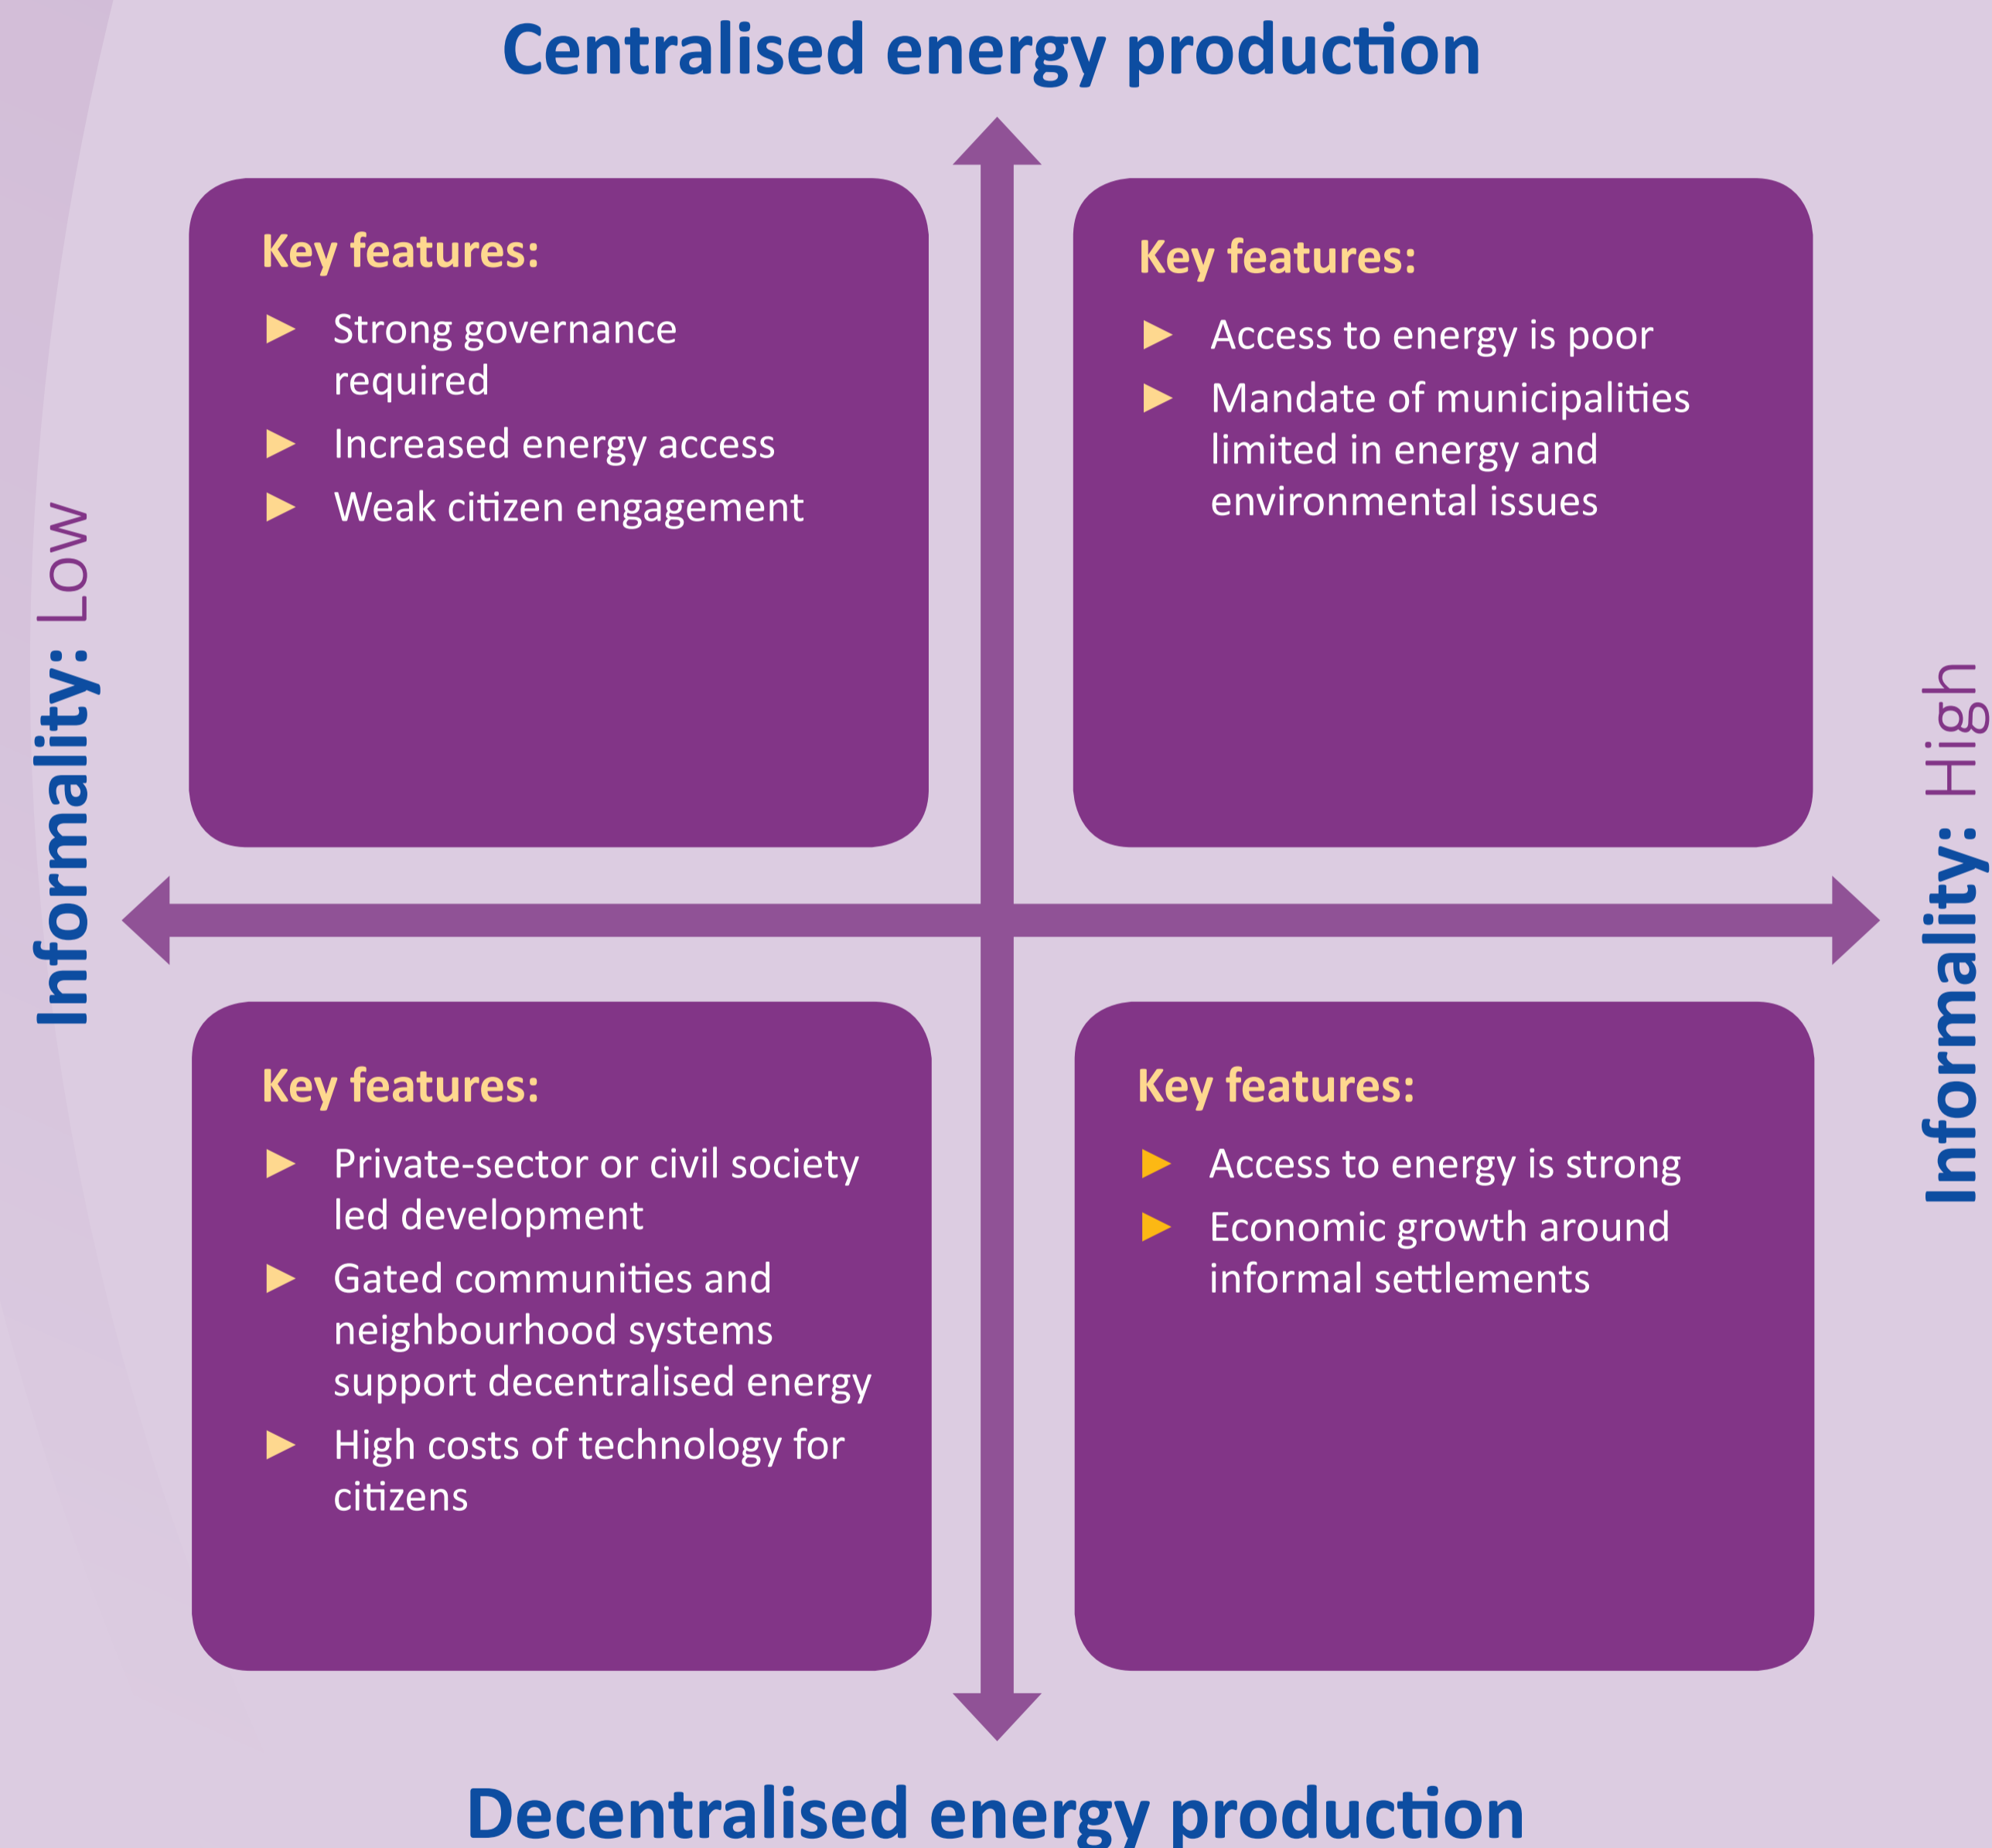 Centralised energy production
Informality: Low
Key features:
Strong governance
required
Increased energy access
Weak citizen engagement
Key features:
Access to energy is poor
Mandate of municipalities
limited in energy and
environmental issues
Informality: High
Key features:
Private-sector or civil society
led development
Gated communities and
neighbourhood systems
support decentralised energy
High costs of technology for
citizens
Key features:
Access to energy is strong
Economic growth around
informal settlements
Decentralised energy production